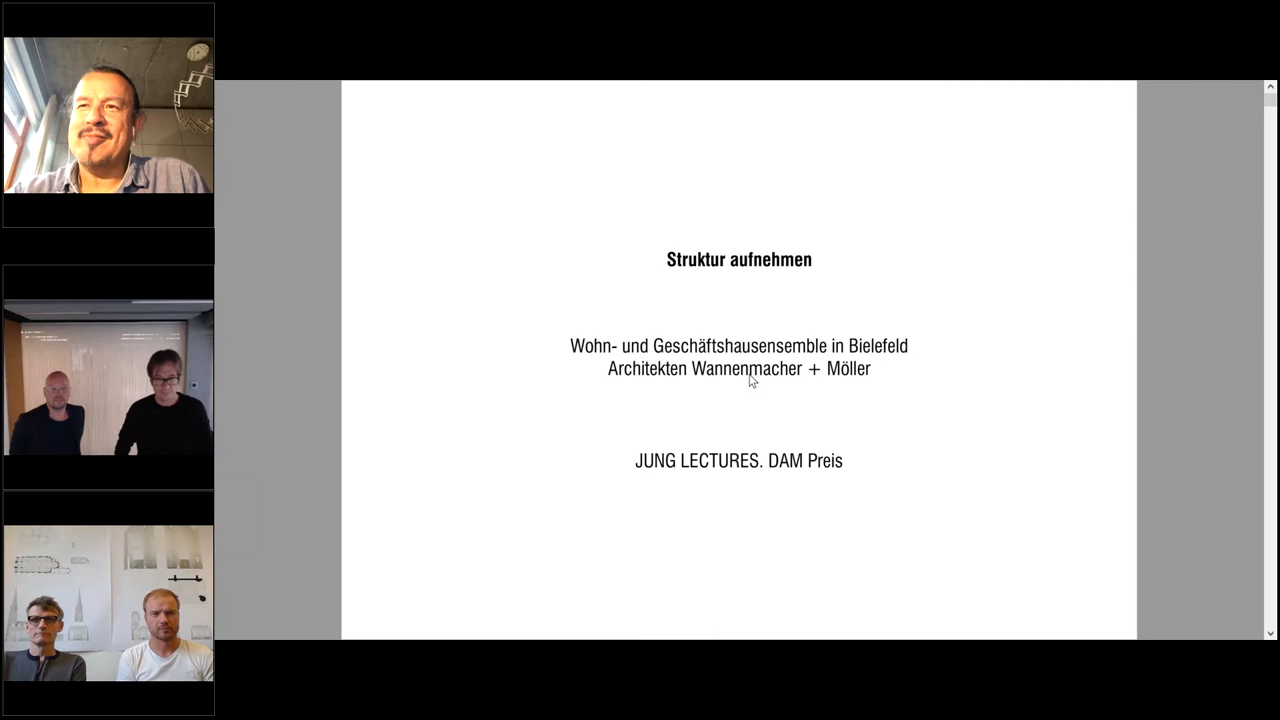 Struktur aufnehmen
Wohn- und Geschäftshausensemble in Bielefeld
Architekten Wannenmacher + Möller
JUNG LECTURES. DAM Preis